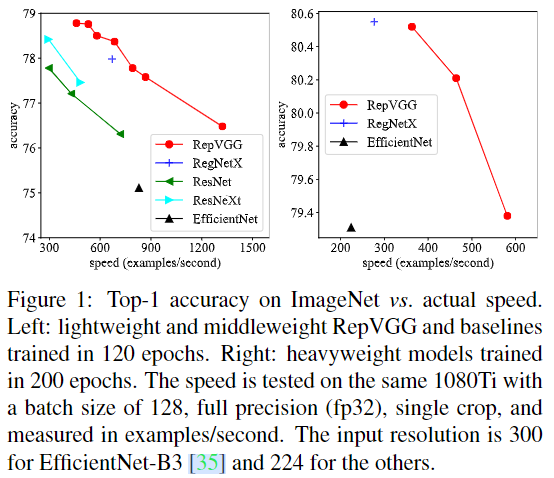 79
78
77
76
75
74
accuracy
300 600 900 1200 1500
speed (examples/second)
RepVGG
RegNetX
ResNet
ResNeXt
EfficientNet
80.6
80.4
80.2
80.0
79.8
79.6
79.4
accuracy
200 300 400 500 600
speed (examples/second)
RepVGG
RegNetX
EfficientNet
Figure 1: Top-1 accuracy on ImageNet vs. actual speed.
Left: lightweight and middleweight RepVGG and baselines
trained in 120 epochs. Right: heavyweight models trained
in 200 epochs. The speed is tested on the same 1080Ti with
a batch size of 128, full precision (fp32), single crop, and
measured in examples/second. The input resolution is 300
for EfficientNet-B3 [35] and 224 for the others.